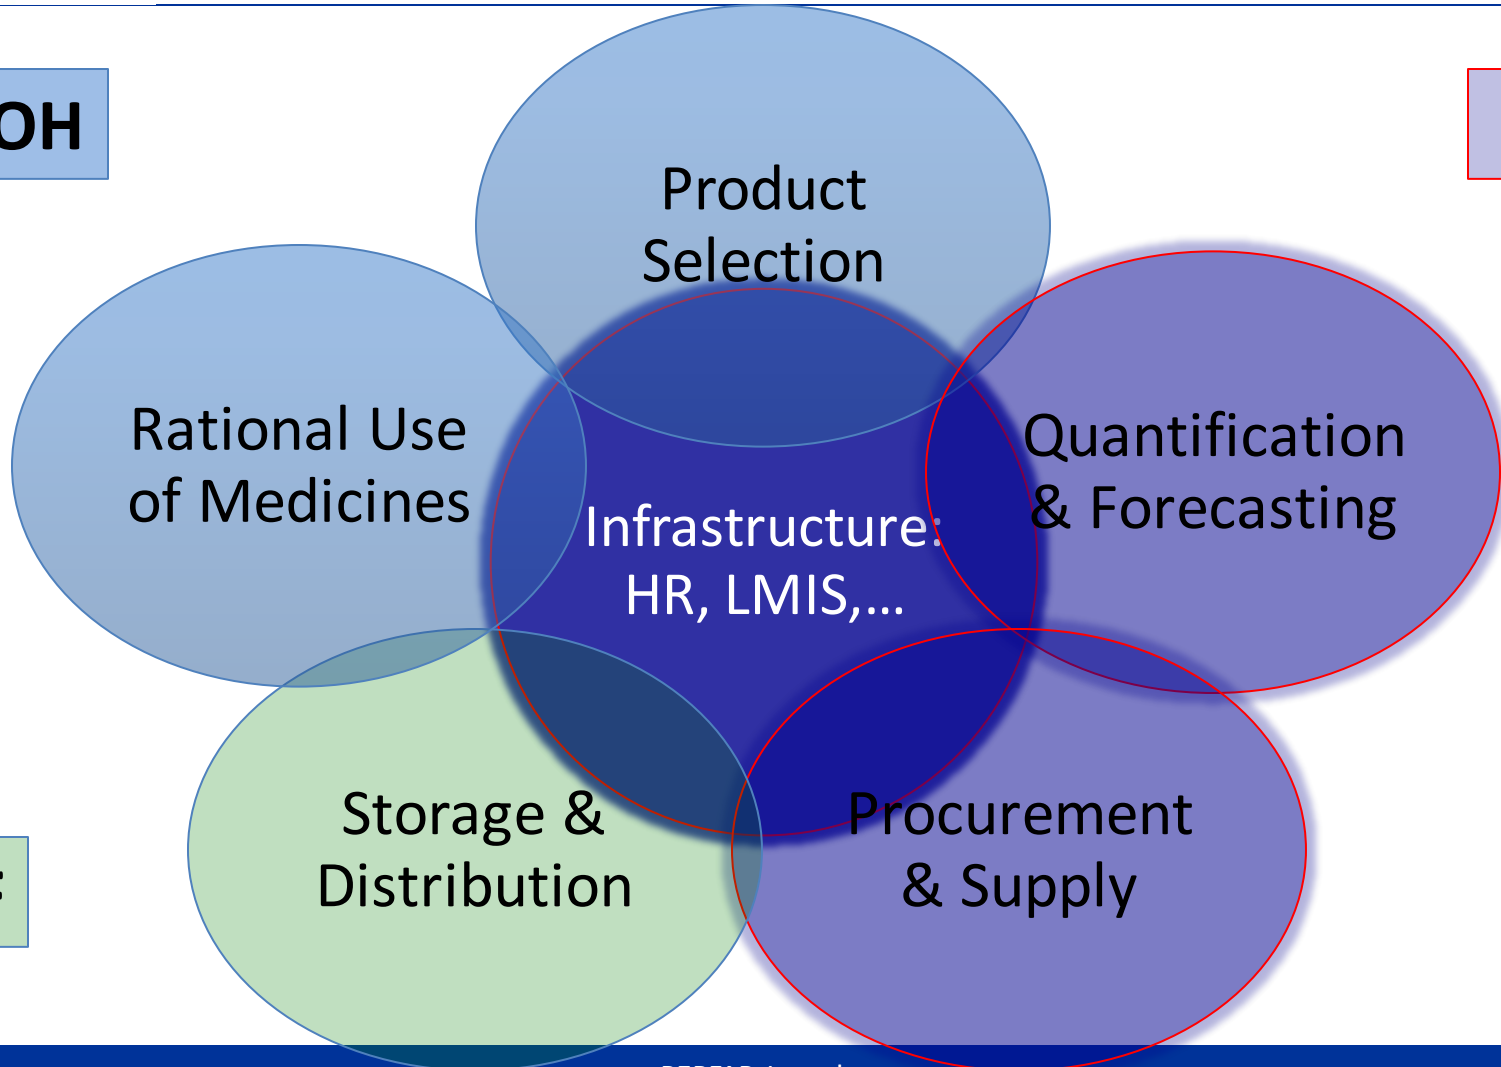 OH
Product
Selection
Rational Use
of Medicines
Quantification
& Forecasting
Infrastructure:
HR, LMIS,...
Storage &
Distribution
Procurement
& Supply